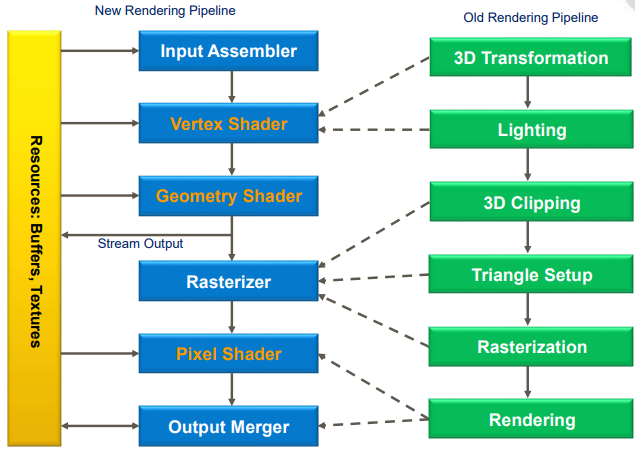 New Rendering Pipeline
Old Rendering Pipeline
Resources: Buffers, Textures
Input Assembler
Vertex Shader
Geometry Shader
Stream Output
Rasterizer
Pixel Shader
Output Merger
3D Transformation
Lighting
3D Clipping
Triangle Setup
Rasterization
Rendering